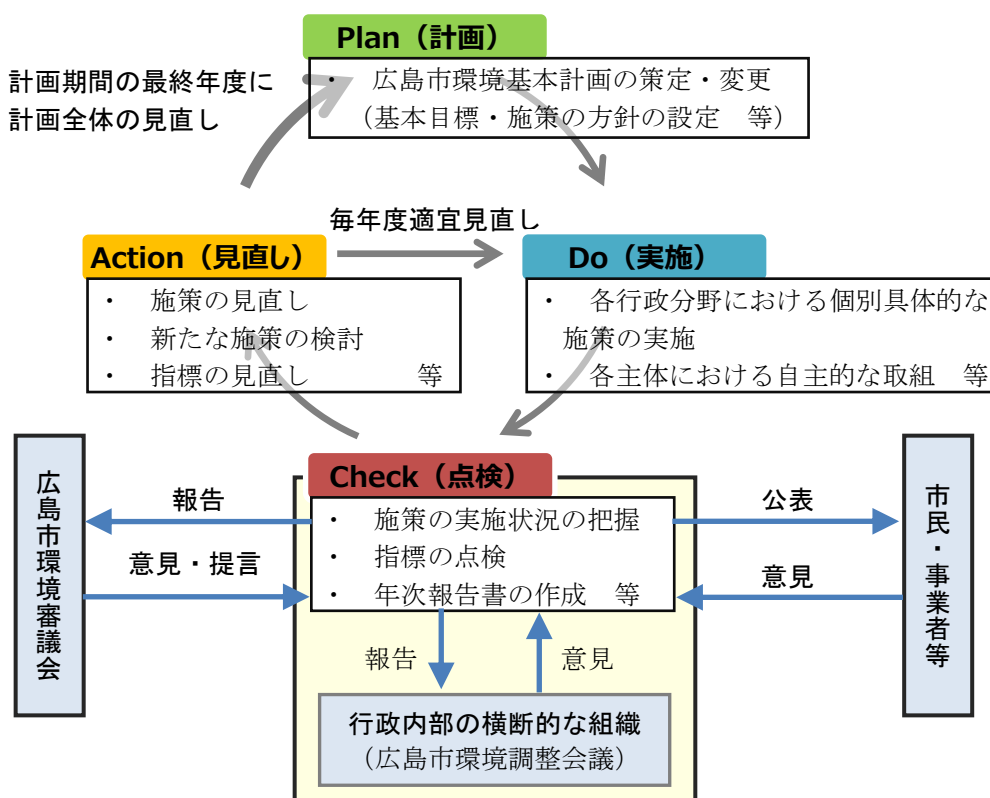 Plan（計画）
・　広島市環境基本計画の策定・変更
（基本目標・施策の方針の設定　等）
計画期間の最終年度に
計画全体の見直し
毎年度適宜見直し
Action（見直し）
・　施策の見直し
・　新たな施策の検討
・　指標の見直し　　　　等
Do（実施）
・　各行政分野における個別具体的な
施策の実施
・　各主体における自主的な取組　等
Check（点検）
・　施策の実施状況の把握
・　指標の点検
・　年次報告書の作成　等
広島市環境審議会
報告
意見・提言
公表
意見
市民・事業者等
報告
意見
行政内部の横断的な組織
（広島市環境調整会議）